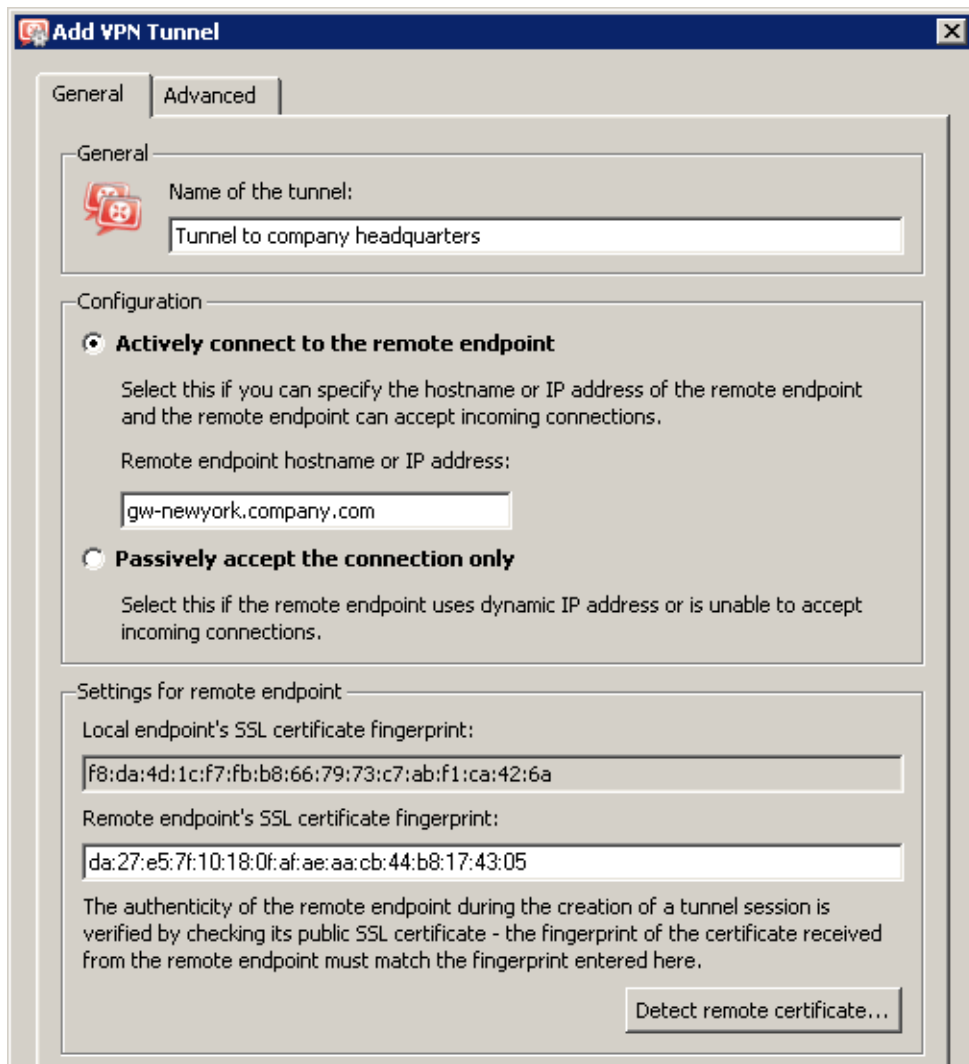 Add VPN Tunnel
General
Advanced
General
Name of the tunnel:
Tunnel to company headquarters
Configuration
Actively connect to the remote endpoint
Select this if you can specify the hostname or IP address of the remote endpoint
and the remote endpoint can accept incoming connections.
Remote endpoint hostname or IP address:
gw-newyork.company.com
Passively accept the connection only
Select this if the remote endpoint uses dynamic IP address or is unable to accept
incoming connections.
Settings for remote endpoint
Local endpoint's SSL certificate fingerprint:
f8:da:4d:1c:f7:fb:b8:66:79:73:c7:ab:f1:ca:42:6a
Remote endpoint's SSL certificate fingerprint:
da:27:e5:7f:10:18:0f:af:ae:aa:cb:44:b8:17:43:05
The authenticity of the remote endpoint during the creation of a tunnel session is
verified by checking its public SSL certificate - the fingerprint of the certificate received
from the remote endpoint must match the fingerprint entered here.
Detect remote certificate...